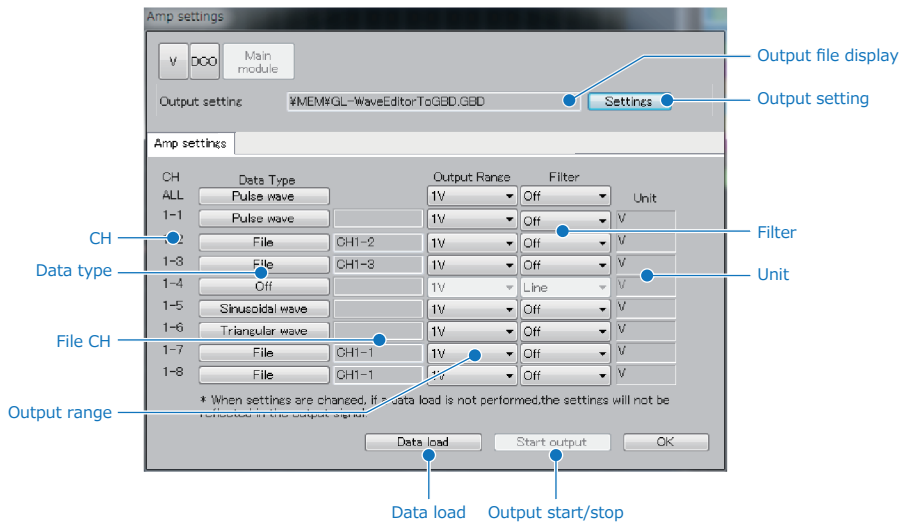 Amp settings
V DCO Main module
Output file display
Output setting ¥MEM¥GL-WaveEditorToGBD.GBD Settings
Output setting
Amp settings
CH Data Type Output Range Filter Unit
ALL Pulse wave 1V Off
1-1 Pulse wave 1V Off V
Filter
CH
File CH1-2 1V Off V
1-3 File CH1-3 1V Off V
Data type
Unit
1-4 Off 1V Line V
1-5 Sinusoidal wave 1V Off V
1-6 Triangular wave 1V Off V
File CH
1-7 File CH1-1 1V Off V
1-8 File CH1-1 1V Off V
* When settings are changed, if a data load is not performed,the settings will not be
reflected in the output signal.
Output range
Data load Start output OK
Data load Output start/stop